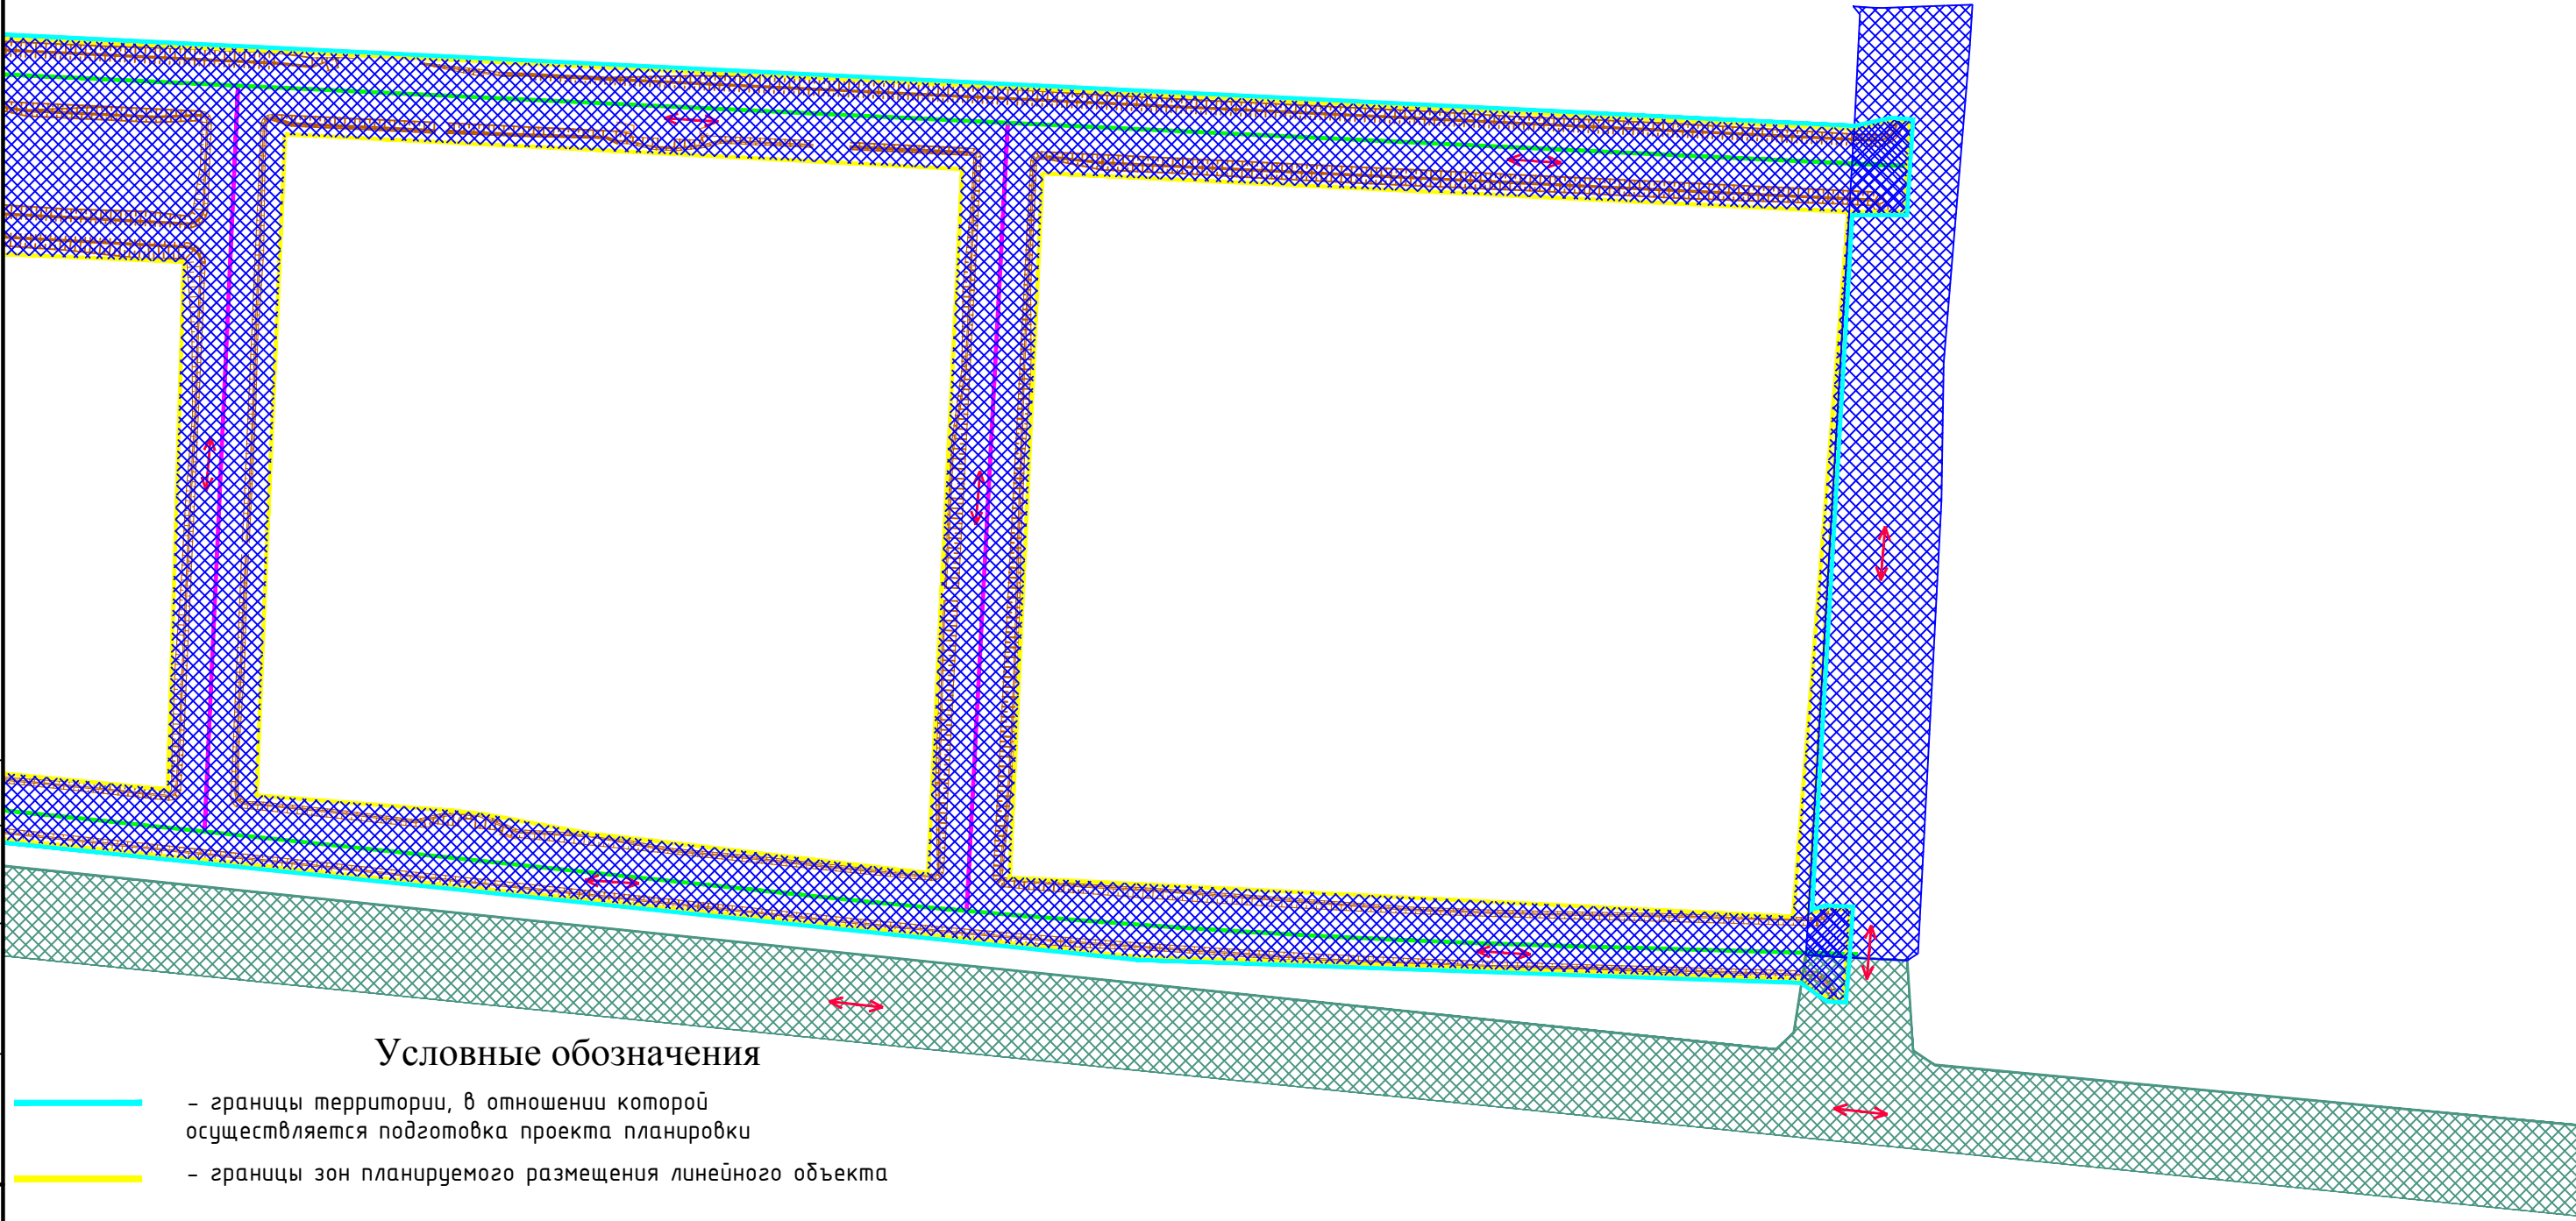 Условные обозначения
- границы территории, в отношении которой
осуществляется подготовка проекта планировки
- границы зон планируемого размещения линейного объекта